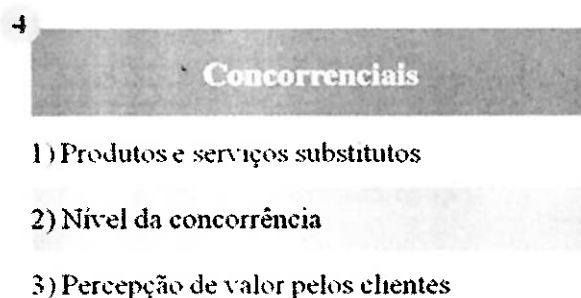 4
Concorrenciais
1) Produtos e serviços substitutos
2) Nível da concorrência
3) Percepção de valor pelos clientes